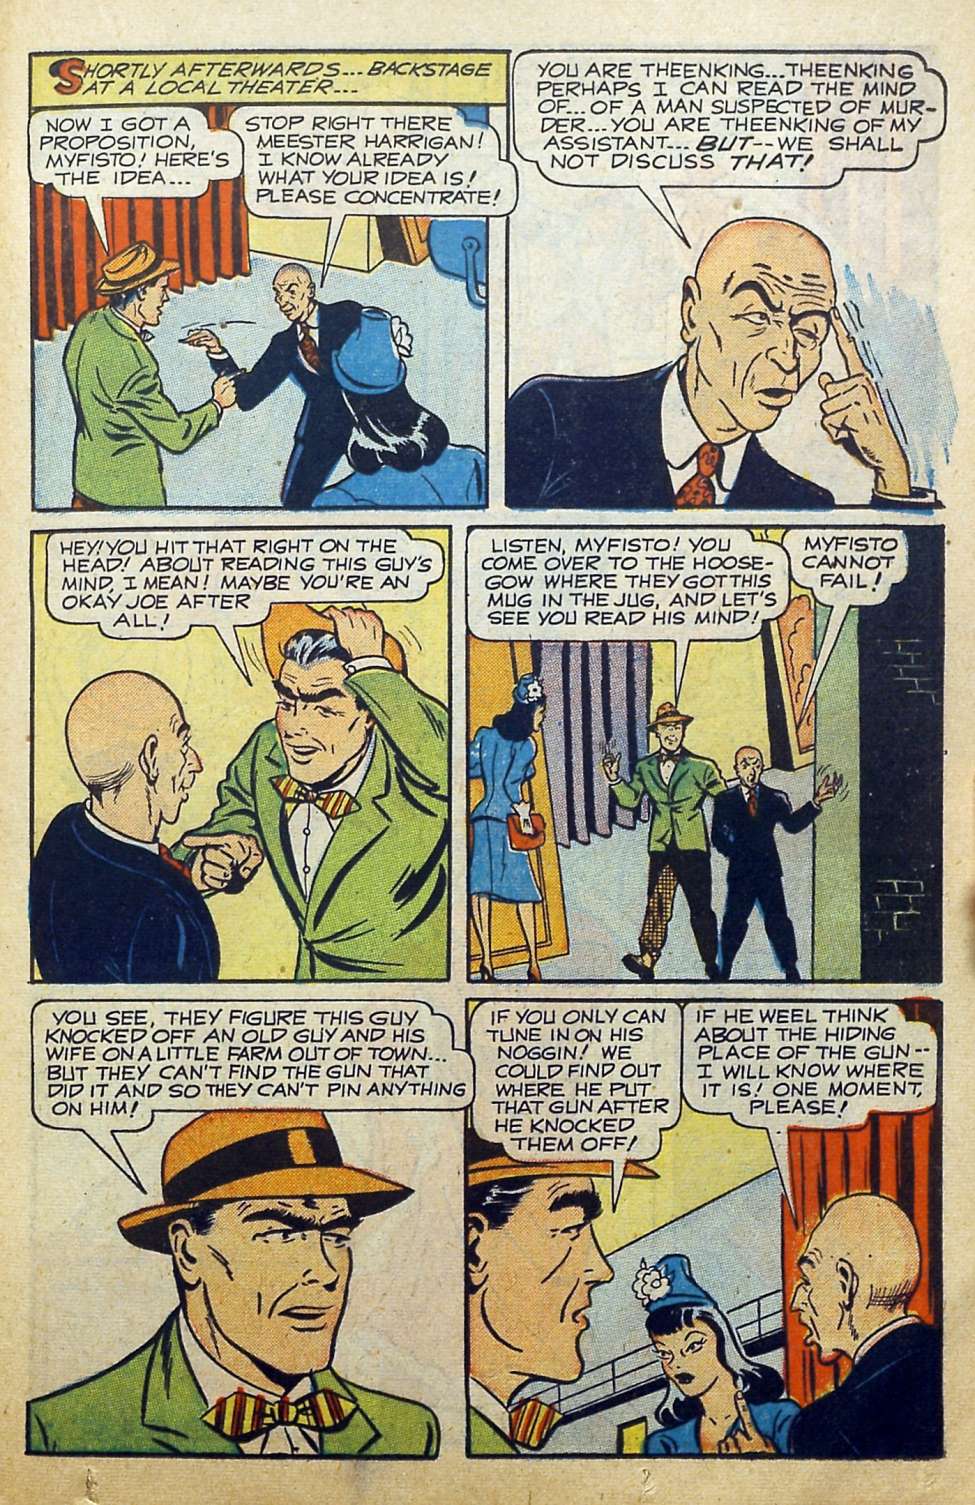 SHORTLY AFTERWARDS... BACKSTAGE
AT A LOCAL THEATER...
NOW I GOT A
PROPOSITION,
MYFISTO! HERE'S
THE IDEA...
STOP RIGHT THERE
MEESTER HARRIGAN!
I KNOW ALREADY
WHAT YOUR IDEA IS!
PLEASE CONCENTRATE!
YOU ARE THEENKING...THEENKING
PERHAPS I CAN READ THE MIND
OF...OF A MAN SUSPECTED OF MUR-
DER...YOU ARE THEENKING OF MY
ASSISTANT... BUT--WE SHALL
NOT DISCUSS THAT!
HEY! YOU HIT THAT RIGHT ON THE
HEAD! ABOUT READING THIS GUY'S
MIND, I MEAN! MAYBE YOU'RE AN
OKAY JOE AFTER
ALL!
LISTEN, MYFISTO! YOU
COME OVER TO THE HOOSE-
GOW WHERE THEY GOT THIS
MUG IN THE JUG, AND LET'S
SEE YOU READ HIS MIND!
MYFISTO
CANNOT
FAIL!
YOU SEE, THEY FIGURE THIS GUY
KNOCKED OFF AN OLD GUY AND HIS
WIFE ON A LITTLE FARM OUT OF TOWN...
BUT THEY CAN'T FIND THE GUN THAT
DID IT AND SO THEY CAN'T PIN ANYTHING
ON HIM!
IF YOU ONLY CAN
TUNE IN ON HIS
NOGGIN! WE
COULD FIND OUT
WHERE HE PUT
THAT GUN AFTER
HE KNOCKED
THEM OFF!
IF HE WEEL THINK
ABOUT THE HIDING
PLACE OF THE GUN--
I WILL KNOW WHERE
IT IS! ONE MOMENT,
PLEASE!